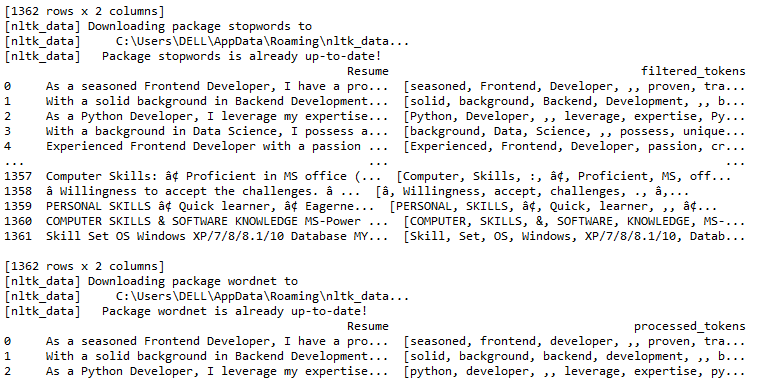 [1362 rows x 2 columns]
[nltk_data] Downloading package stopwords to
[nltk_data]     C:\Users\DELL\AppData\Roaming\nltk_data...
[nltk_data]   Package stopwords is already up-to-date!
Resume                                    filtered_tokens
0     As a seasoned Frontend Developer, I have a pro...  [seasoned, Frontend, Developer, ,, proven, tra...
1     With a solid background in Backend Development...  [solid, background, Backend, Development, ,, b...
2     As a Python Developer, I leverage my expertise...  [Python, Developer, ,, leverage, expertise, Py...
3     With a background in Data Science, I possess a...  [background, Data, Science, ,, possess, unique...
4     Experienced Frontend Developer with a passion ...  [Experienced, Frontend, Developer, passion, cr...
...                                                 ...                                                ...
1357  Computer Skills: â¢ Proficient in MS office (...  [Computer, Skills, :, â¢, Proficient, MS, off...
1358  â Willingness to accept the challenges. â ...  [â, Willingness, accept, challenges, ., â,...
1359  PERSONAL SKILLS â¢ Quick learner, â¢ Eagerne...  [PERSONAL, SKILLS, â¢, Quick, learner, ,, â¢...
1360  COMPUTER SKILLS & SOFTWARE KNOWLEDGE MS-Power ...  [COMPUTER, SKILLS, &, SOFTWARE, KNOWLEDGE, MS-...
1361  Skill Set OS Windows XP/7/8/8.1/10 Database MY...  [Skill, Set, OS, Windows, XP/7/8/8.1/10, Datab...
[1362 rows x 2 columns]
[nltk_data] Downloading package wordnet to
[nltk_data]     C:\Users\DELL\AppData\Roaming\nltk_data...
[nltk_data]   Package wordnet is already up-to-date!
Resume                                   processed_tokens
0     As a seasoned Frontend Developer, I have a pro...  [seasoned, frontend, developer, ,, proven, tra...
1     With a solid background in Backend Development...  [solid, background, backend, development, ,, b...
2     As a Python Developer, I leverage my expertise...  [python, developer, ,, leverage, expertise, py...